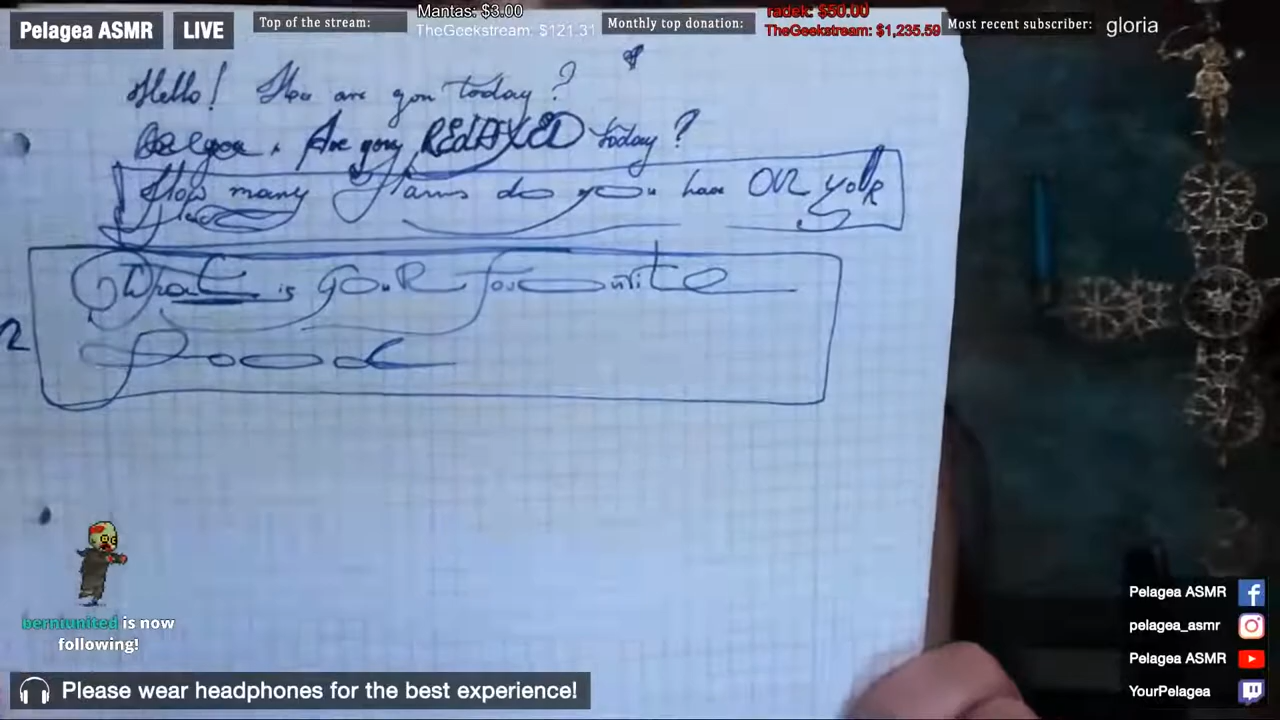 Pelagea ASMR
LIVE
Top of the stream:
Mantas: $3.00
TheGeekstream: $121.31
Monthly top donation:
radek: $50.00
TheGeekstream: $1,235.59
Most recent subscriber:
gloria
Hello! How are you today?
Are you RELAXED today?
How many do you have ON your
What is your favourite
food
2
berniunited is now
following!
Please wear headphones for the best experience!
Pelagea ASMR
pelagea_asmr
Pelagea ASMR
YourPelagea